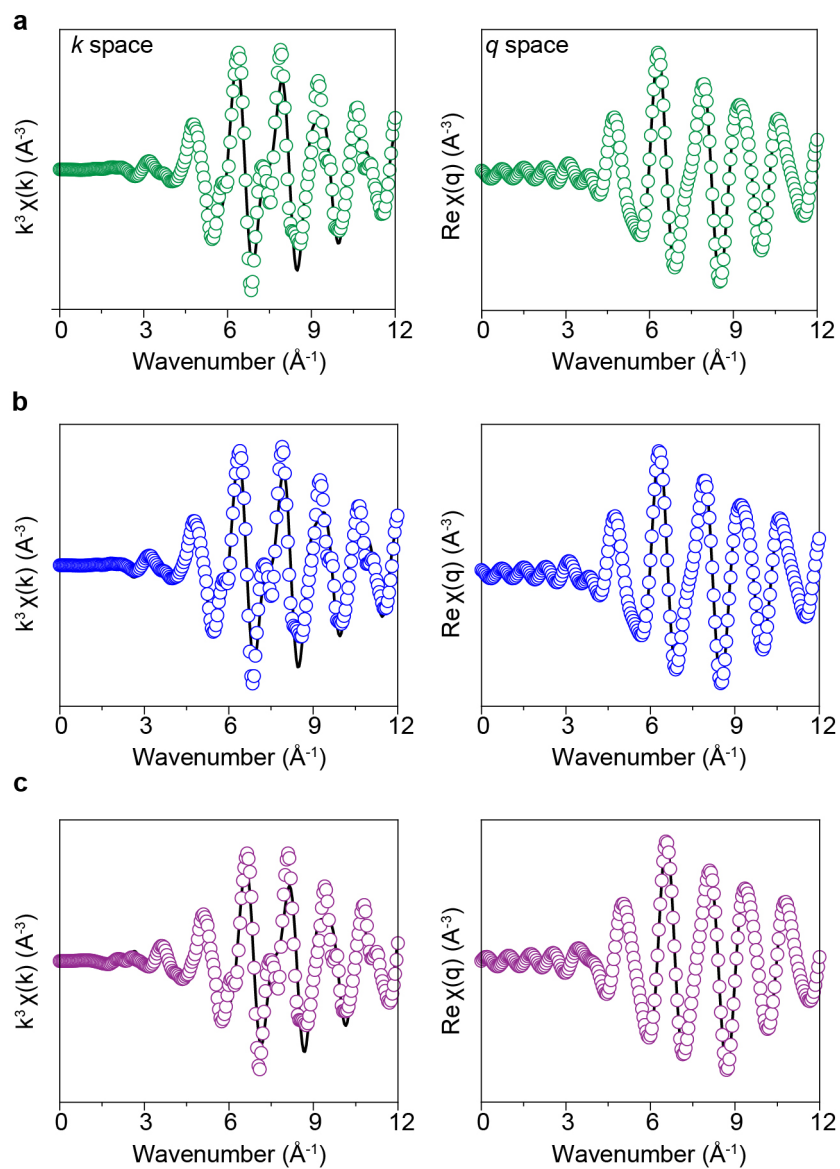 a
k space
q space
k³χ(k) (A⁻³)
Re χ(q) (A⁻³)
0 3 6 9 12
0 3 6 9 12
Wavenumber (Å⁻¹)
Wavenumber (Å⁻¹)
b
k³χ(k) (A⁻³)
Re χ(q) (A⁻³)
0 3 6 9 12
0 3 6 9 12
Wavenumber (Å⁻¹)
Wavenumber (Å⁻¹)
c
k³χ(k) (A⁻³)
Re χ(q) (A⁻³)
0 3 6 9 12
0 3 6 9 12
Wavenumber (Å⁻¹)
Wavenumber (Å⁻¹)